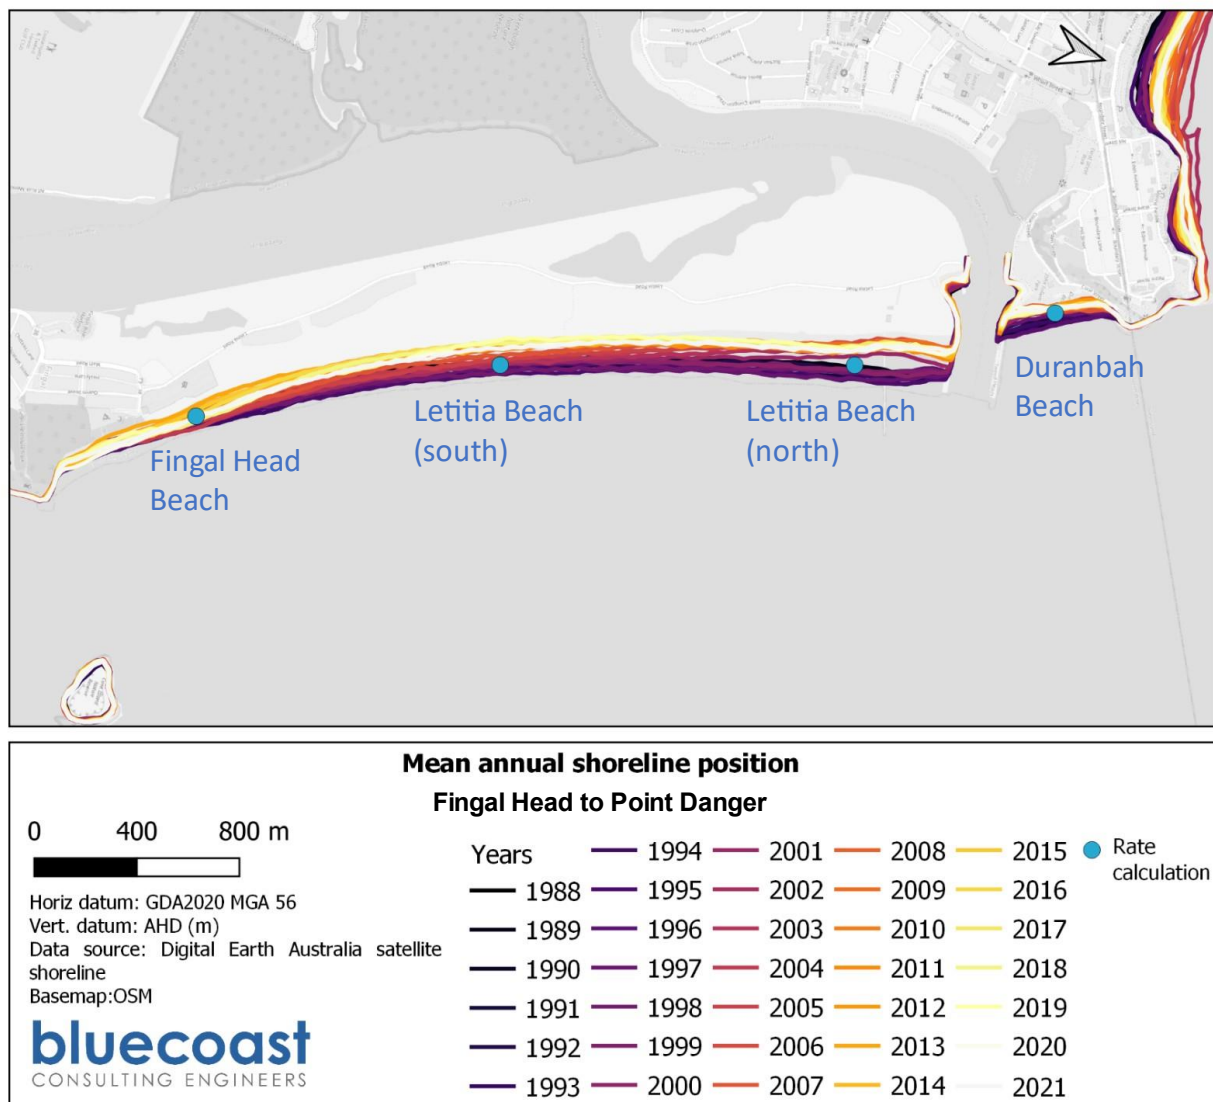 Fingal Head
Beach
Letitia Beach
(south)
Letitia Beach
(north)
Duranbah
Beach
Mean annual shoreline position
Fingal Head to Point Danger
0 400 800 m
Horiz datum: GDA2020 MGA 56
Vert. datum: AHD (m)
Data source: Digital Earth Australia satellite
shoreline
Basemap:OSM
bluecoast
CONSULTING ENGINEERS
Years
1988
1989
1990
1991
1992
1993
1994
1995
1996
1997
1998
1999
2000
2001
2002
2003
2004
2005
2006
2007
2008
2009
2010
2011
2012
2013
2014
2015
2016
2017
2018
2019
2020
2021
Rate
calculation